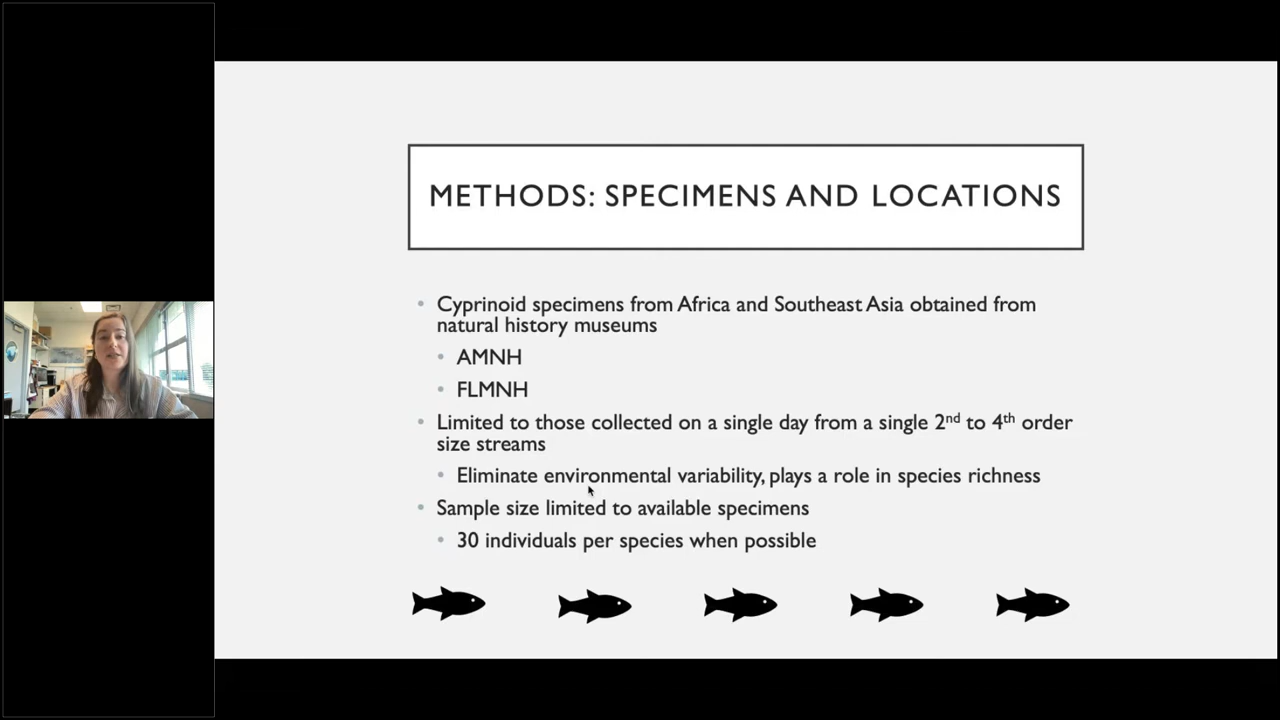 METHODS: SPECIMENS AND LOCATIONS
• Cyprinoid specimens from Africa and Southeast Asia obtained from
natural history museums
• AMNH
• FLMNH
• Limited to those collected on a single day from a single 2nd to 4th order
size streams
• Eliminate environmental variability, plays a role in species richness
• Sample size limited to available specimens
• 30 individuals per species when possible